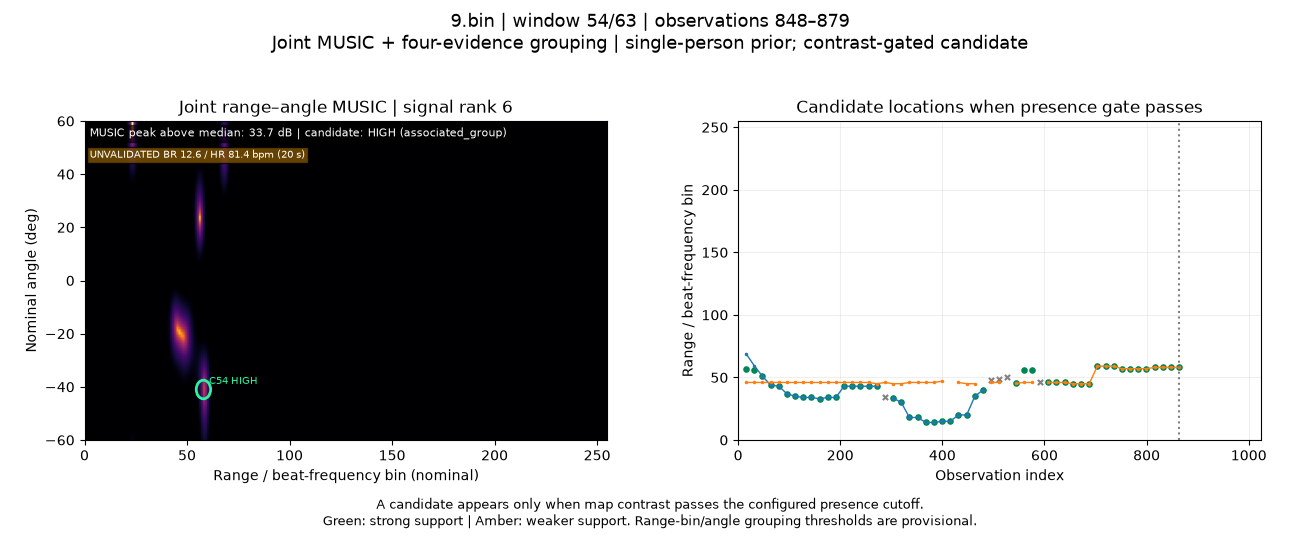 9.bin | window 54/63 | observations 848–879
Joint MUSIC + four-evidence grouping | single-person prior; contrast-gated candidate
Joint range–angle MUSIC | signal rank 6
MUSIC peak above median: 33.7 dB | candidate: HIGH (associated_group)
UNVALIDATED BR 12.6 / HR 81.4 bpm (20 s)
C54 HIGH
60
40
20
0
−20
−40
−60
Nominal angle (deg)
0
50
100
150
200
250
Range / beat-frequency bin (nominal)
Candidate locations when presence gate passes
250
200
150
100
50
0
Range / beat-frequency bin
0
200
400
600
800
1000
Observation index
A candidate appears only when map contrast passes the configured presence cutoff.
Green: strong support | Amber: weaker support. Range-bin/angle grouping thresholds are provisional.